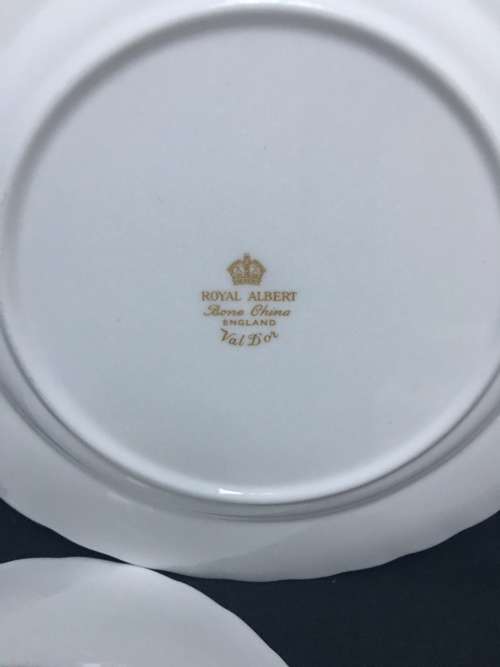 ROYAL ALBERT
Bone China
ENGLAND
Val D'or